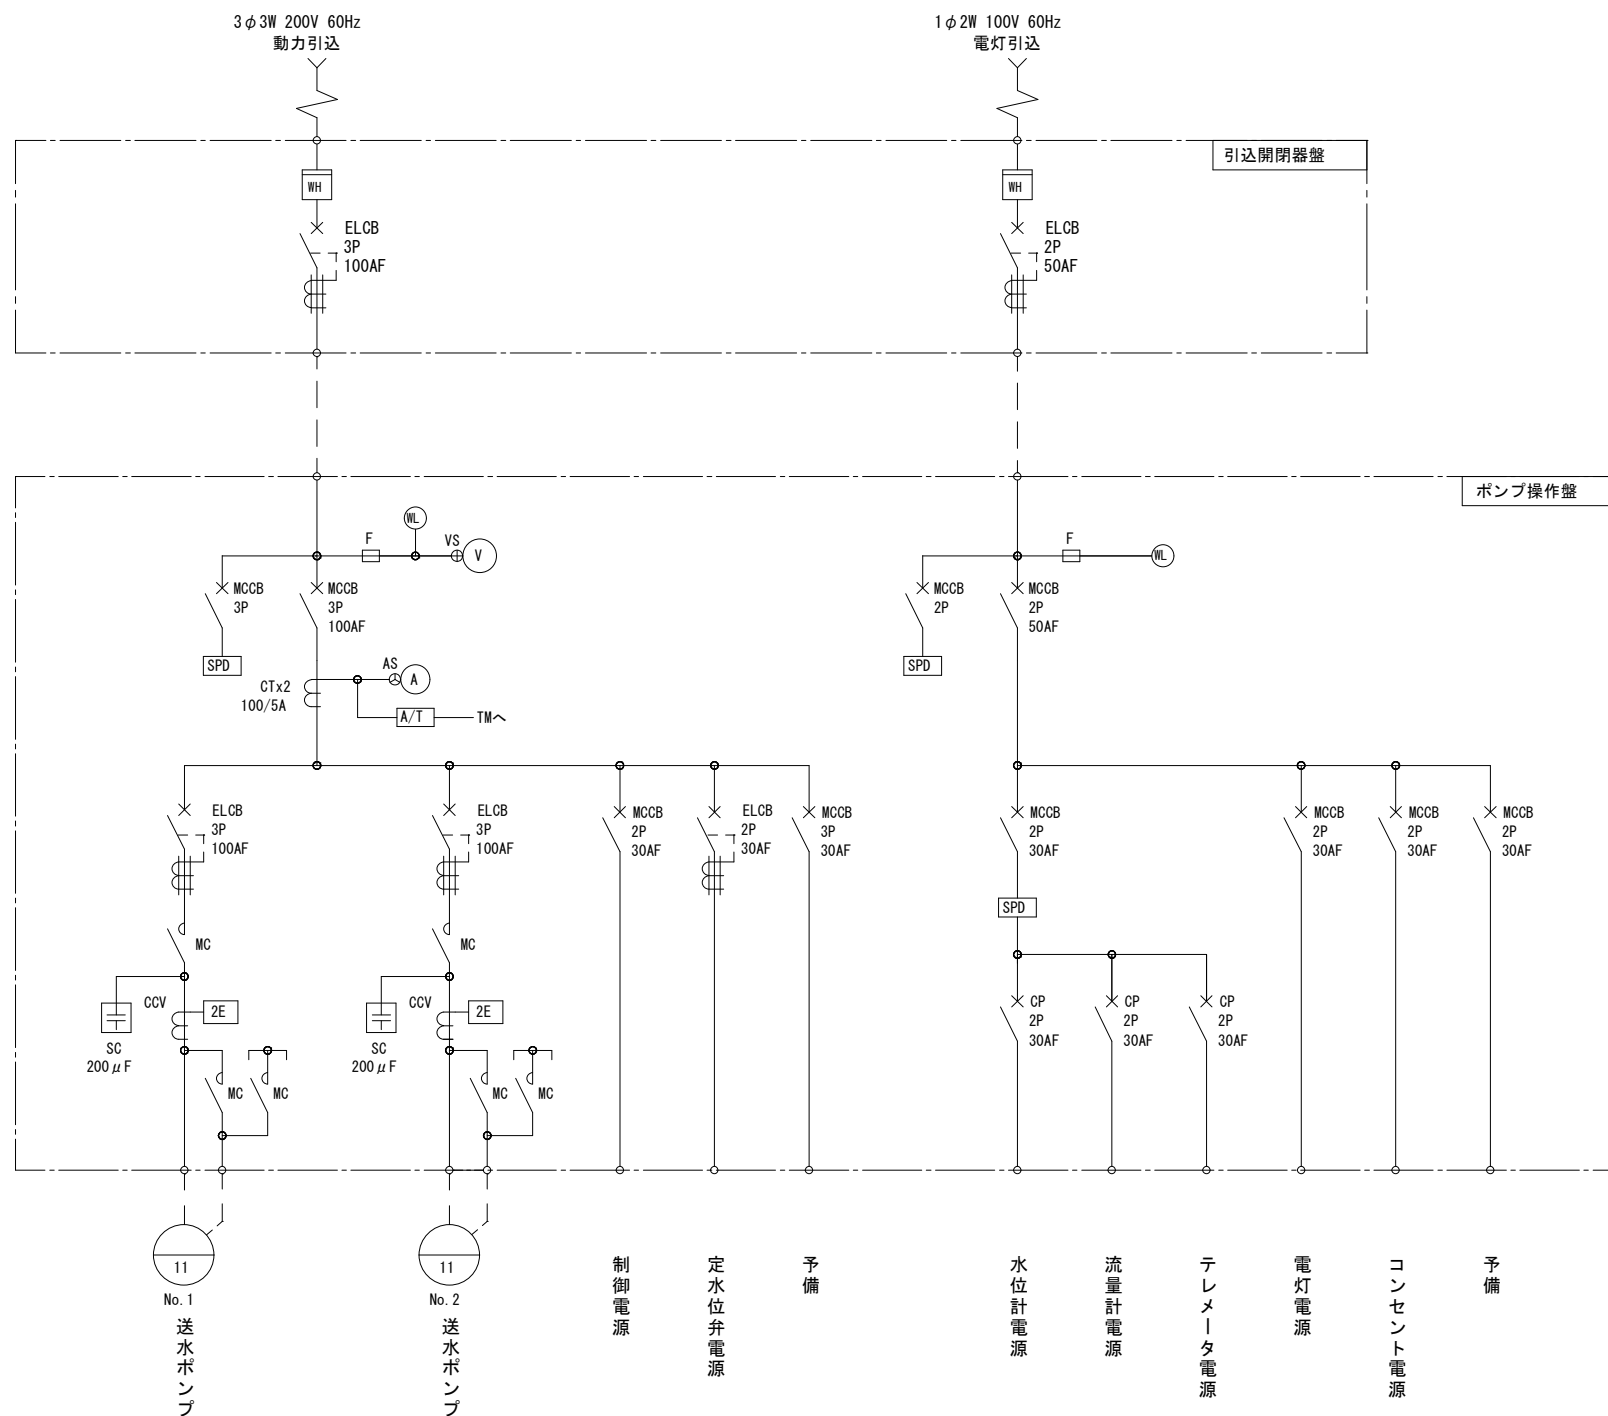 3φ3W 200V 60Hz
動力引込
1φ2W 100V 60Hz
電灯引込
引込開閉器盤
WH
ELCB
3P
100AF
WH
ELCB
2P
50AF
ポンプ操作盤
WL
F
VS
V
MCCB
3P
MCCB
3P
100AF
SPD
CTx2
100/5A
AS
A
A/T
TMへ
F
WL
MCCB
2P
MCCB
2P
50AF
SPD
ELCB
3P
100AF
ELCB
3P
100AF
MCCB
2P
30AF
ELCB
2P
30AF
MCCB
3P
30AF
MCCB
2P
30AF
MCCB
2P
30AF
MCCB
2P
30AF
MCCB
2P
30AF
SPD
MC
MC
CCV
2E
SC
200μF
MC
MC
CCV
2E
SC
200μF
MC
MC
CP
2P
30AF
CP
2P
30AF
CP
2P
30AF
11
No.1
送水ポンプ
11
No.2
送水ポンプ
制御電源
定水位弁電源
予備
水位計電源
流量計電源
テレメータ電源
電灯電源
コンセント電源
予備